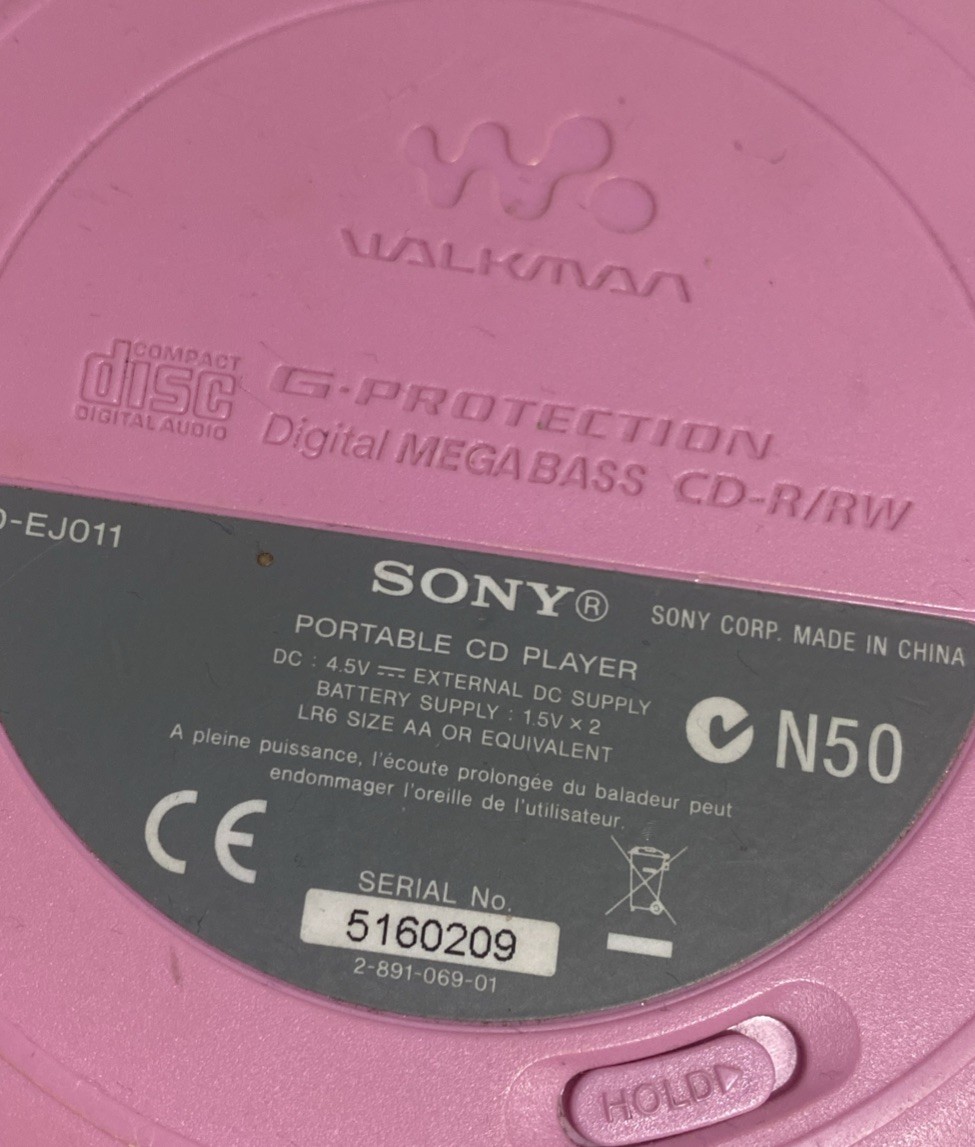 WALKMAN
COMPACT
disc
DIGITAL AUDIO
G-PROTECTION
Digital MEGABASS CD-R/RW
D-EJ011
SONY®
SONY CORP. MADE IN CHINA
PORTABLE CD PLAYER
DC : 4.5V ⎓ EXTERNAL DC SUPPLY
BATTERY SUPPLY : 1.5V × 2
LR6 SIZE AA OR EQUIVALENT
N50
A pleine puissance, l'écoute prolongée du baladeur peut
endommager l'oreille de l'utilisateur.
CE
SERIAL No.
5160209
2-891-069-01
HOLD